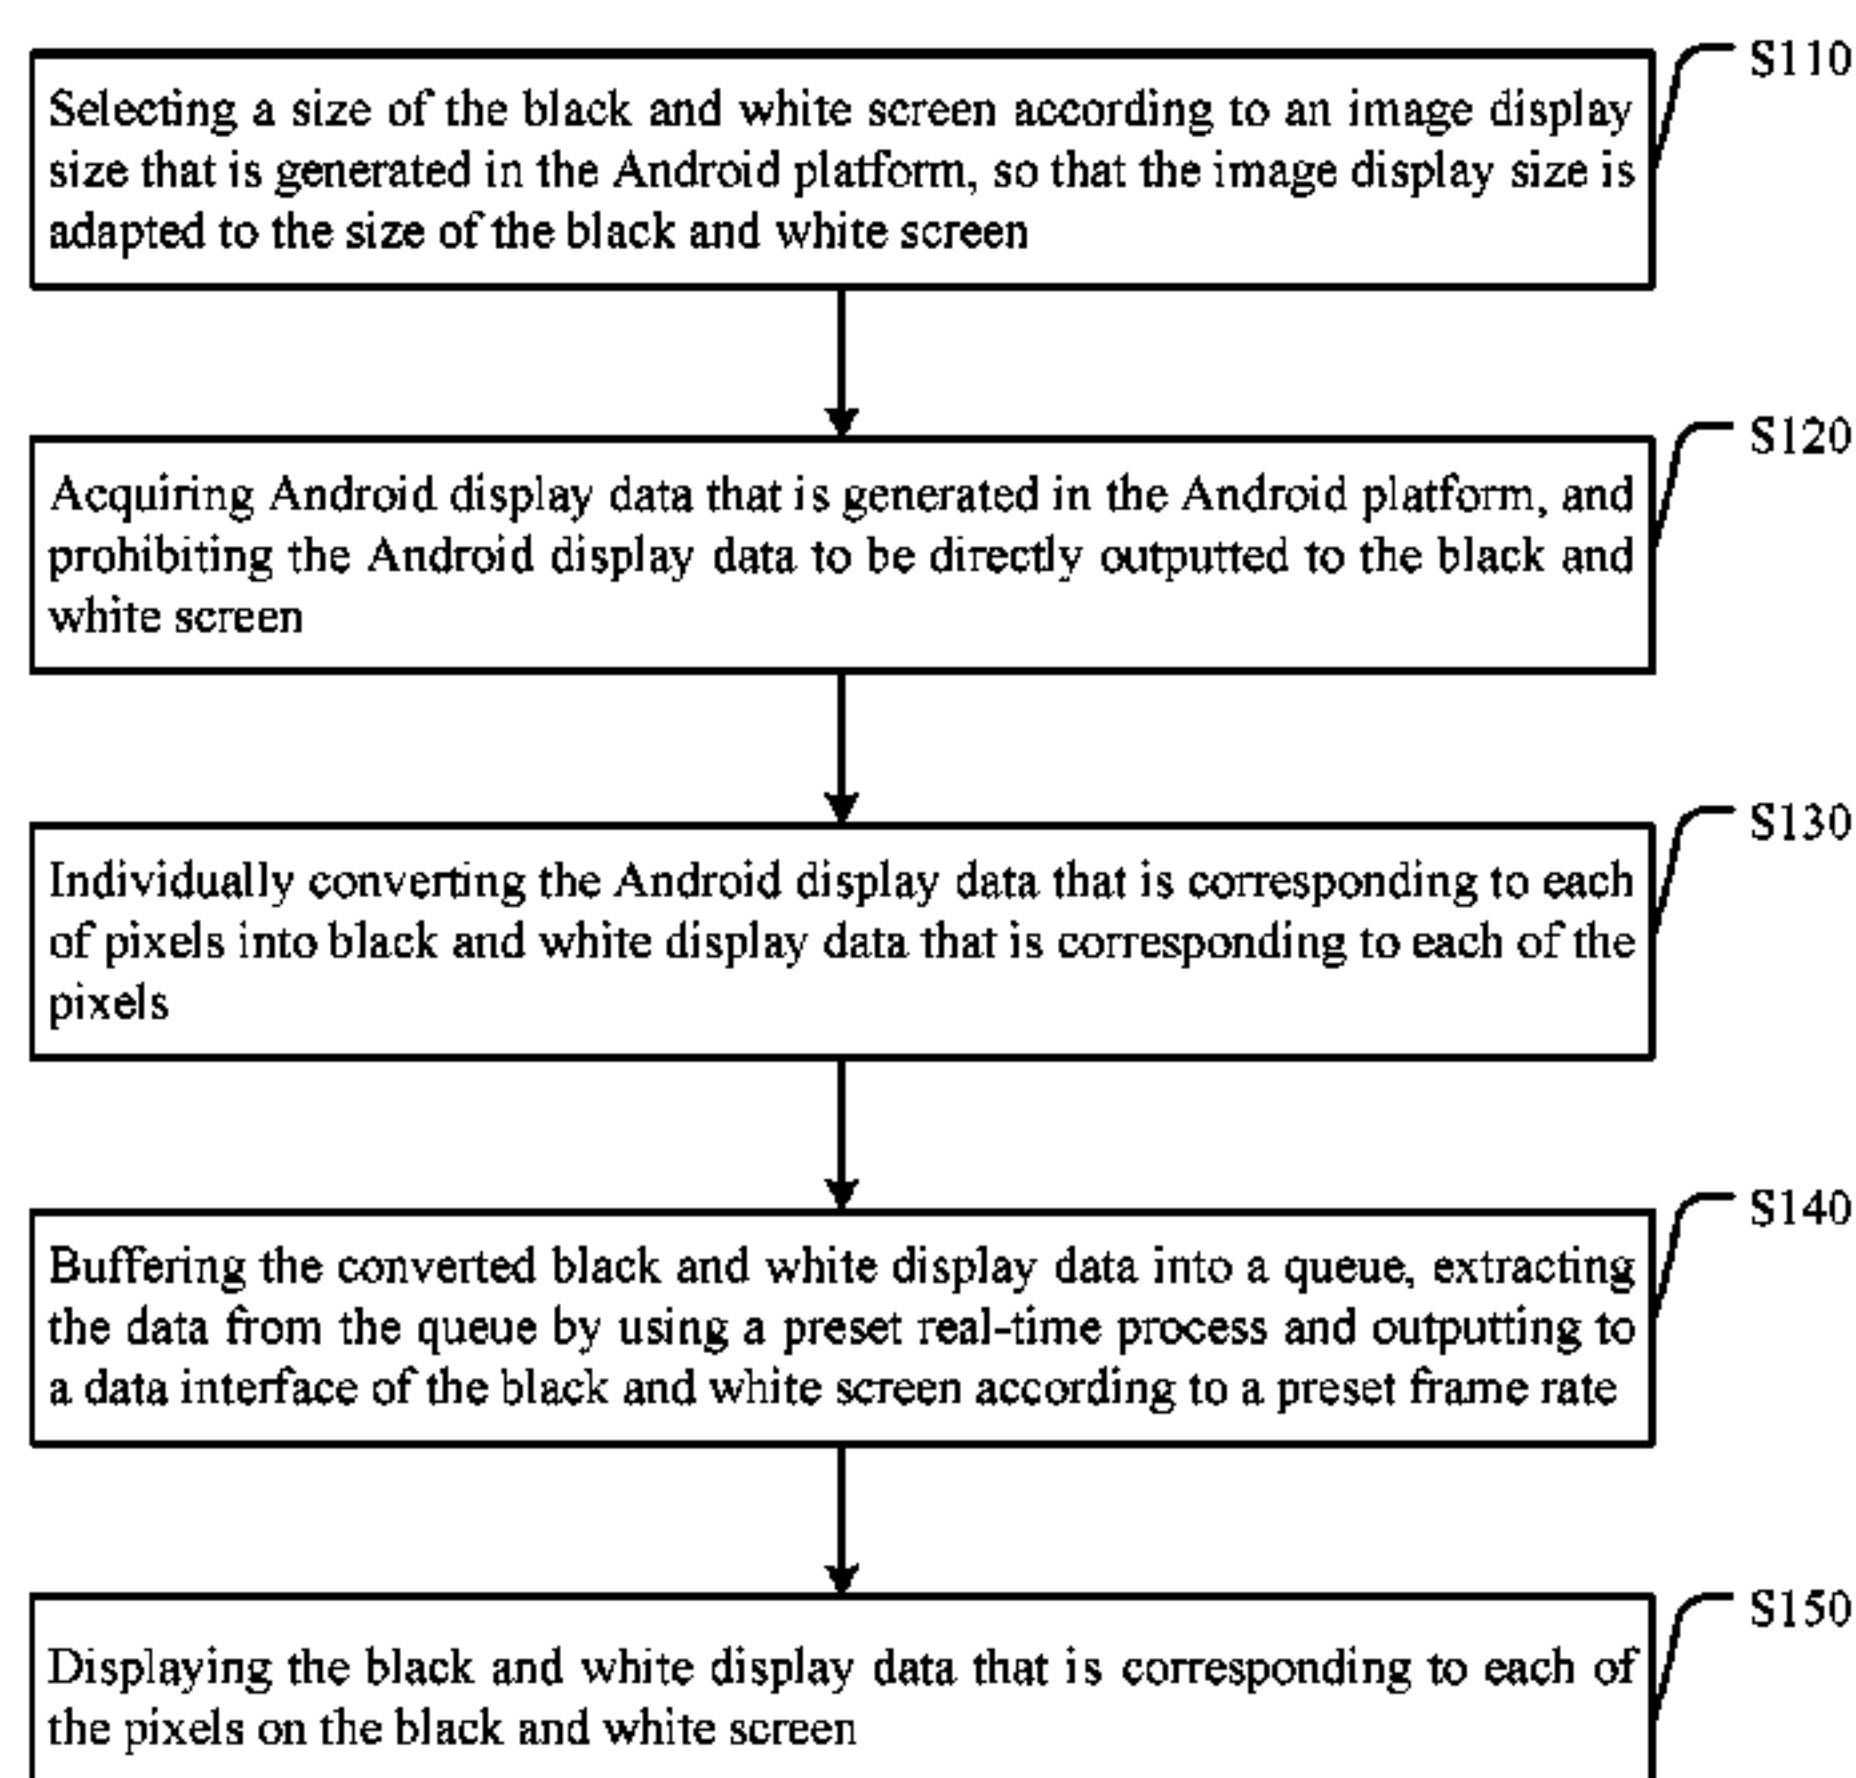 S110
Selecting a size of the black and white screen according to an image display
size that is generated in the Android platform, so that the image display size is
adapted to the size of the black and white screen
S120
Acquiring Android display data that is generated in the Android platform, and
prohibiting the Android display data to be directly outputted to the black and
white screen
S130
Individually converting the Android display data that is corresponding to each
of pixels into black and white display data that is corresponding to each of the
pixels
S140
Buffering the converted black and white display data into a queue, extracting
the data from the queue by using a preset real-time process and outputting to
a data interface of the black and white screen according to a preset frame rate
S150
Displaying the black and white display data that is corresponding to each of
the pixels on the black and white screen